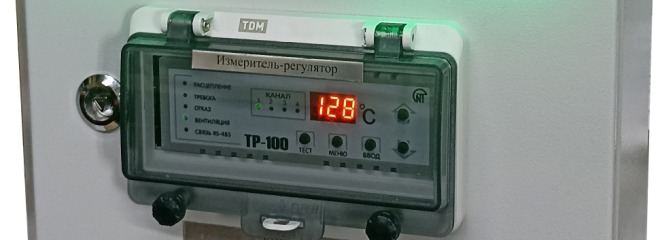 TDM
Измеритель-регулятор
РАСЦЕПЛЕНИЕ
ТРЕВОГА
ОТКАЗ
ВЕНТИЛЯЦИЯ
СВЯЗЬ RS-485
КАНАЛ
1 2 3 4
128 °C
ТР-100
ТЕСТ МЕНЮ ВВОД